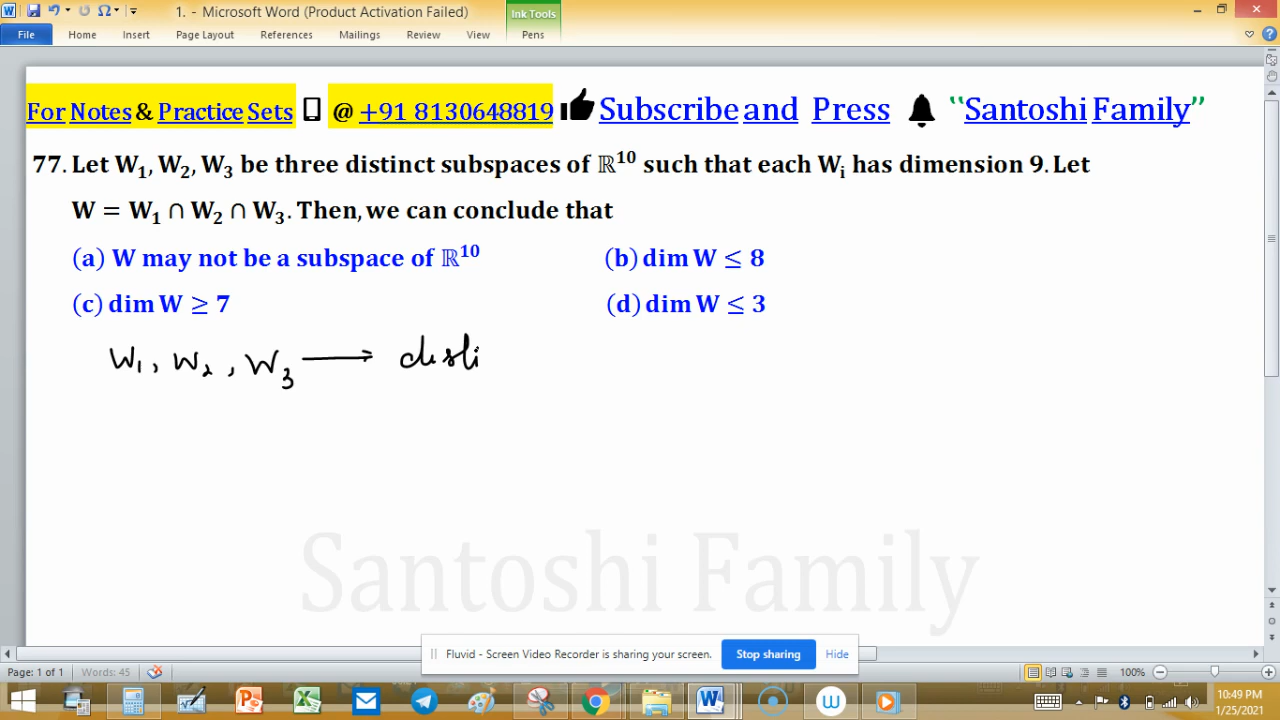 1. - Microsoft Word (Product Activation Failed)
Ink Tools
File Home Insert Page Layout References Mailings Review View Pens
For Notes & Practice Sets @ +91 8130648819 Subscribe and Press "Santoshi Family"
77. Let W₁, W₂, W₃ be three distinct subspaces of ℝ¹⁰ such that each Wᵢ has dimension 9. Let
W = W₁ ∩ W₂ ∩ W₃. Then, we can conclude that
(a) W may not be a subspace of ℝ¹⁰ (b) dim W ≤ 8
(c) dim W ≥ 7 (d) dim W ≤ 3
W₁, W₂, W₃ → disti
Santoshi Family
Fluvid - Screen Video Recorder is sharing your screen. Stop sharing Hide
Page: 1 of 1 Words: 45 100%
10:49 PM
1/25/2021